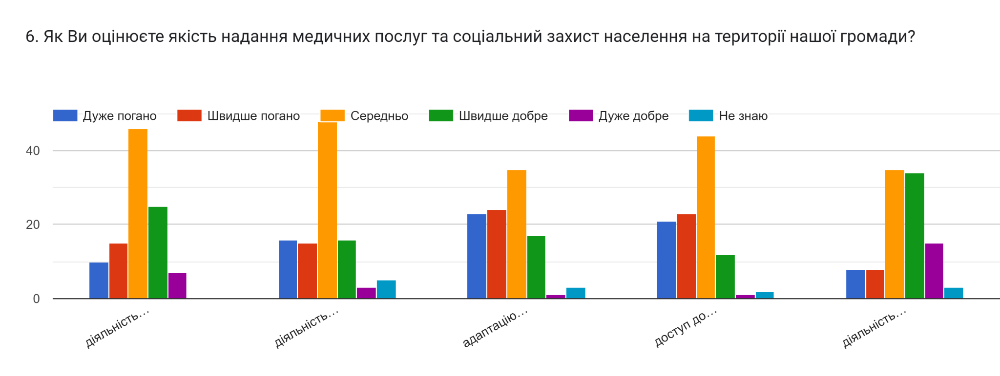 6. Як Ви оцінюєте якість надання медичних послуг та соціальний захист населення на території нашої громади?
Дуже погано Швидше погано Середньо Швидше добре Дуже добре Не знаю
40
20
0
діяльність... діяльність... адаптацію... доступ до... діяльність...